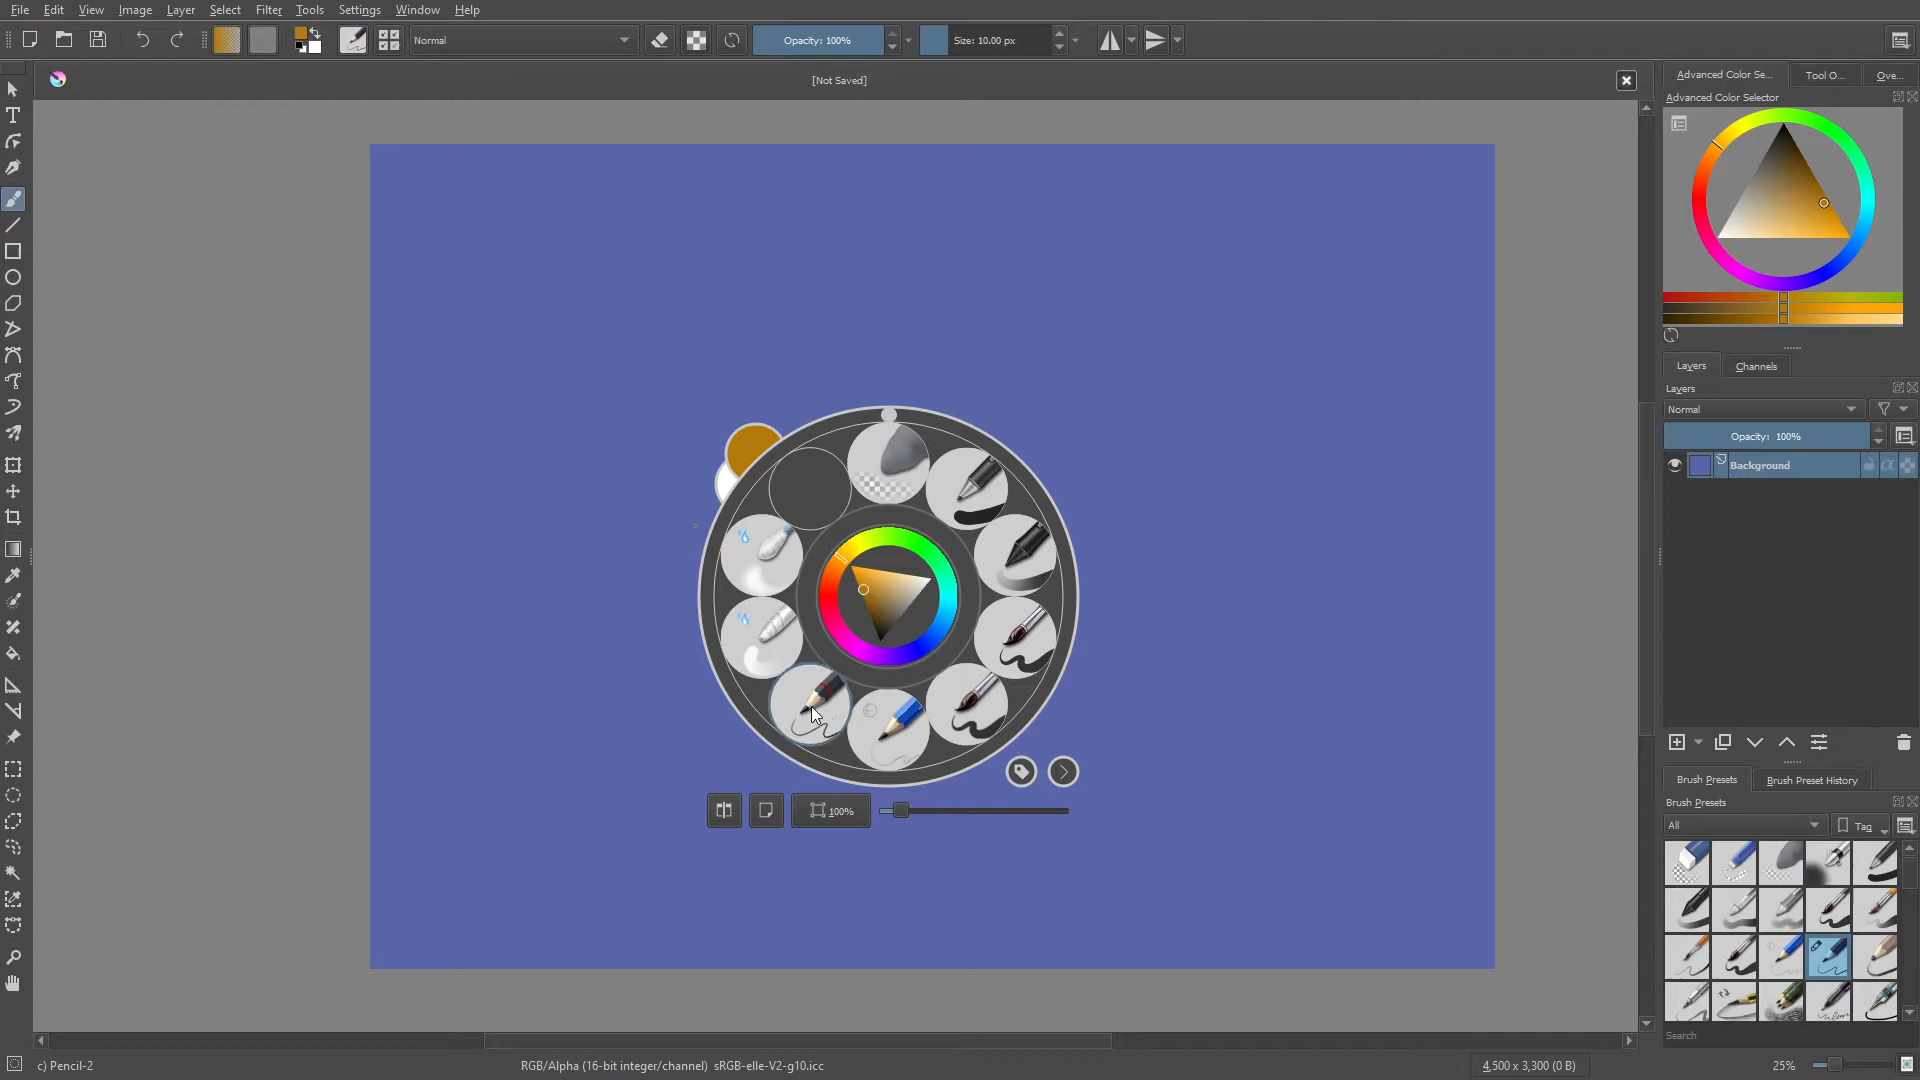 File Edit View Image Layer Select Filter Tools Settings Window Help
Normal Opacity: 100% Size: 10.00 px
[Not Saved]
Advanced Color Se... Tool O... Ove...
Advanced Color Selector
Layers Channels
Layers
Normal
Opacity: 100%
Background
100%
Brush Presets Brush Preset History
Brush Presets
All Tag
Search
c) Pencil-2 RGB/Alpha (16-bit integer/channel) sRGB-elle-V2-g10.icc 4,500 x 3,300 (0 B) 25%